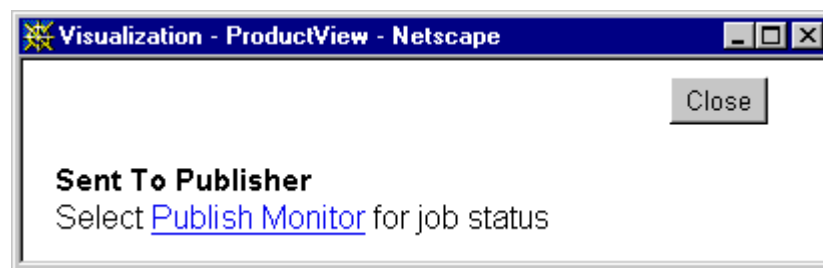 Visualization - ProductView - Netscape
Close
Sent To Publisher
Select Publish Monitor for job status